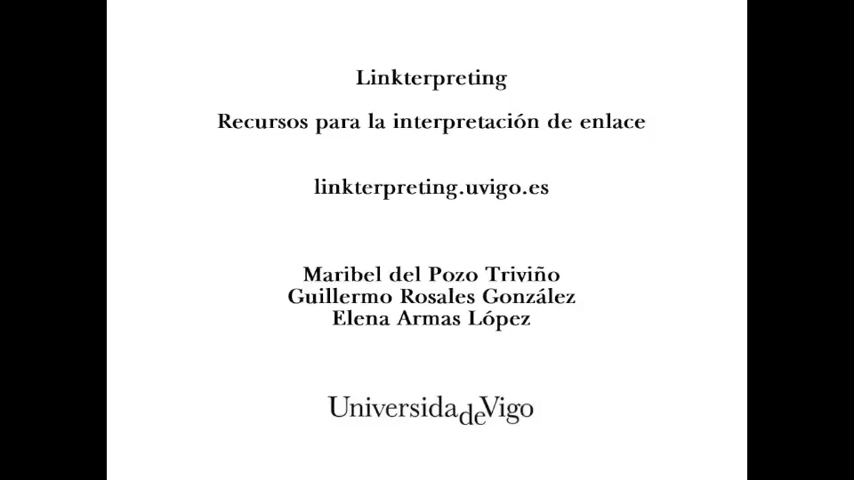 Linkterpreting
Recursos para la interpretación de enlace
linkterpreting.uvigo.es
Maribel del Pozo Triviño
Guillermo Rosales González
Elena Armas López
UniversidadeVigo